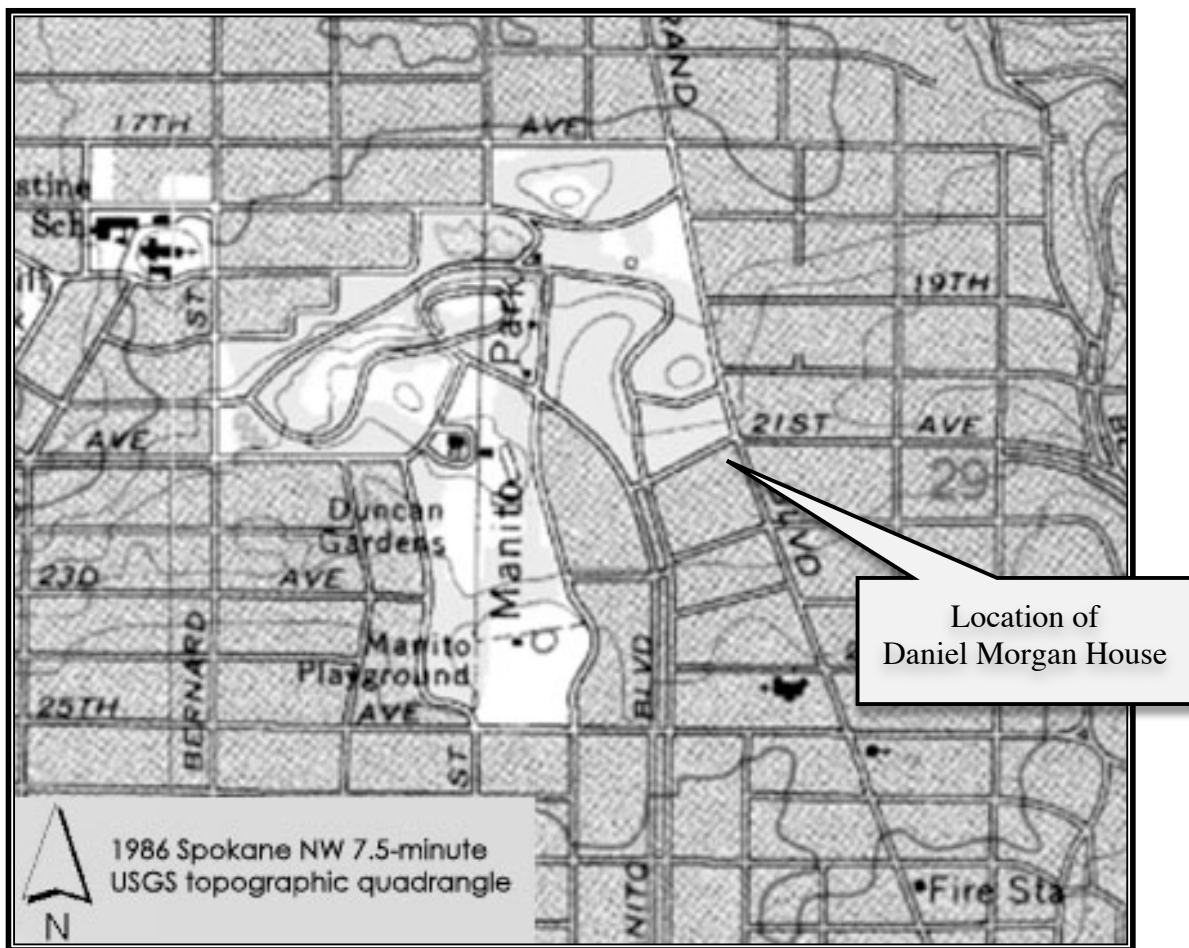 RAND
17TH
AVE
stine
Sch
ST
Park
19TH
AVE
21ST
AVE
29
Duncan
Gardens
Manito
23D
AVE
BLVD
Location of
Daniel Morgan House
Manito
Playground
BERNARD
BLVD
25TH
AVE
ST
1986 Spokane NW 7.5-minute
USGS topographic quadrangle
N
NITO
Fire Sta